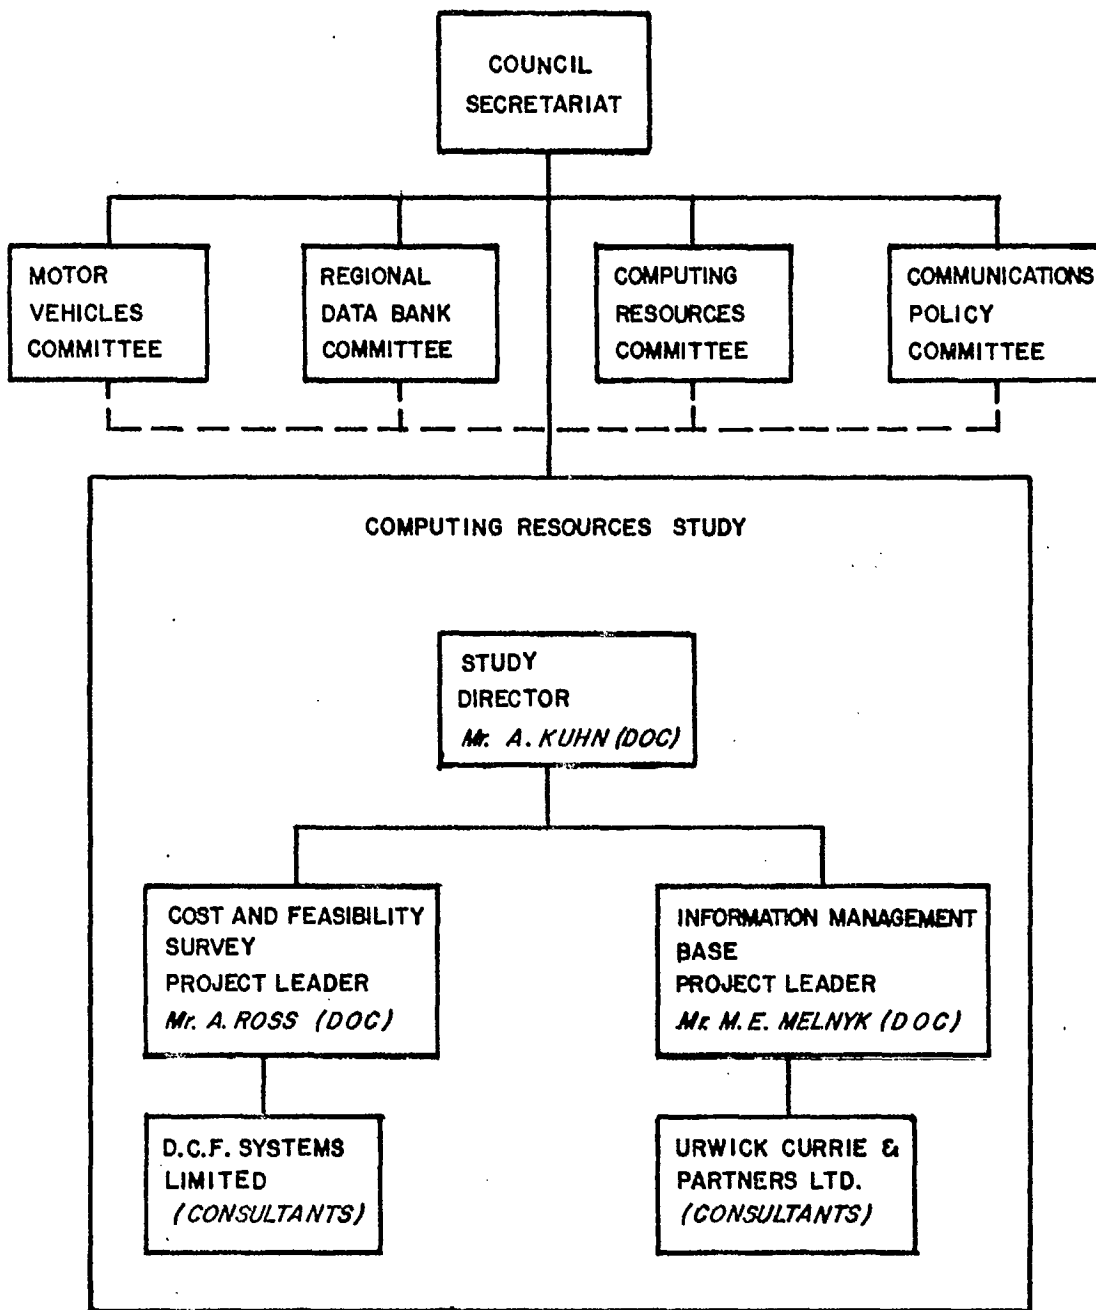 COUNCIL
SECRETARIAT
MOTOR
VEHICLES
COMMITTEE
REGIONAL
DATA BANK
COMMITTEE
COMPUTING
RESOURCES
COMMITTEE
COMMUNICATIONS
POLICY
COMMITTEE
COMPUTING RESOURCES STUDY
STUDY
DIRECTOR
Mr. A. KUHN (DOC)
COST AND FEASIBILITY
SURVEY
PROJECT LEADER
Mr. A. ROSS (DOC)
INFORMATION MANAGEMENT
BASE
PROJECT LEADER
Mr. M.E. MELNYK (DOC)
D.C.F. SYSTEMS
LIMITED
(CONSULTANTS)
URWICK CURRIE &
PARTNERS LTD.
(CONSULTANTS)